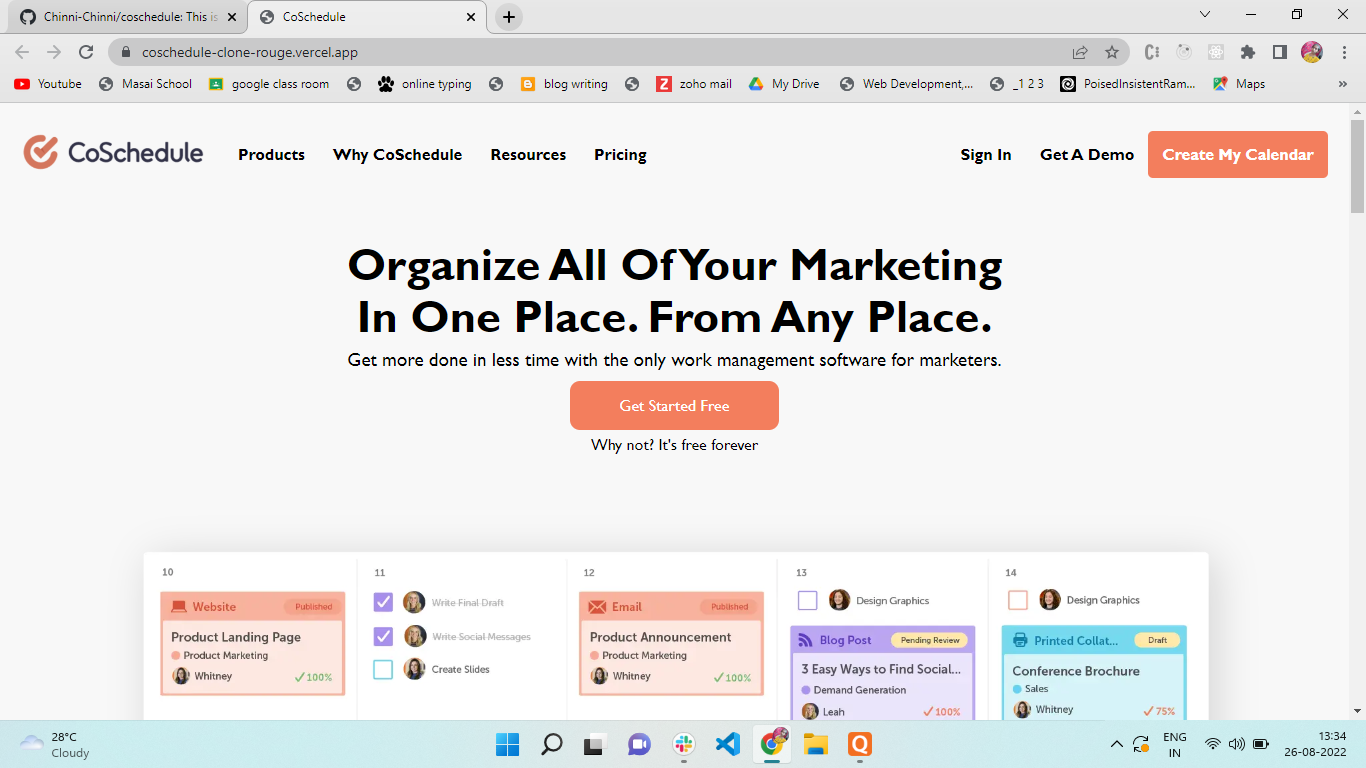 Chinni-Chinni/coschedule: This is
CoSchedule
coschedule-clone-rouge.vercel.app
Youtube
Masai School
google class room
online typing
blog writing
zoho mail
My Drive
Web Development,...
_1 2 3
PoisedInsistentRam...
Maps
»
CoSchedule
Products
Why CoSchedule
Resources
Pricing
Sign In
Get A Demo
Create My Calendar
Organize All Of Your Marketing
In One Place. From Any Place.
Get more done in less time with the only work management software for marketers.
Get Started Free
Why not? It's free forever
10
Website
Published
Product Landing Page
Product Marketing
Whitney
100%
11
Write Final Draft
Write Social Messages
Create Slides
12
Email
Published
Product Announcement
Product Marketing
Whitney
100%
13
Design Graphics
Blog Post
Pending Review
3 Easy Ways to Find Social...
Demand Generation
Leah
100%
14
Design Graphics
Printed Collat...
Draft
Conference Brochure
Sales
Whitney
75%
28°C
Cloudy
ENG
IN
13:34
26-08-2022